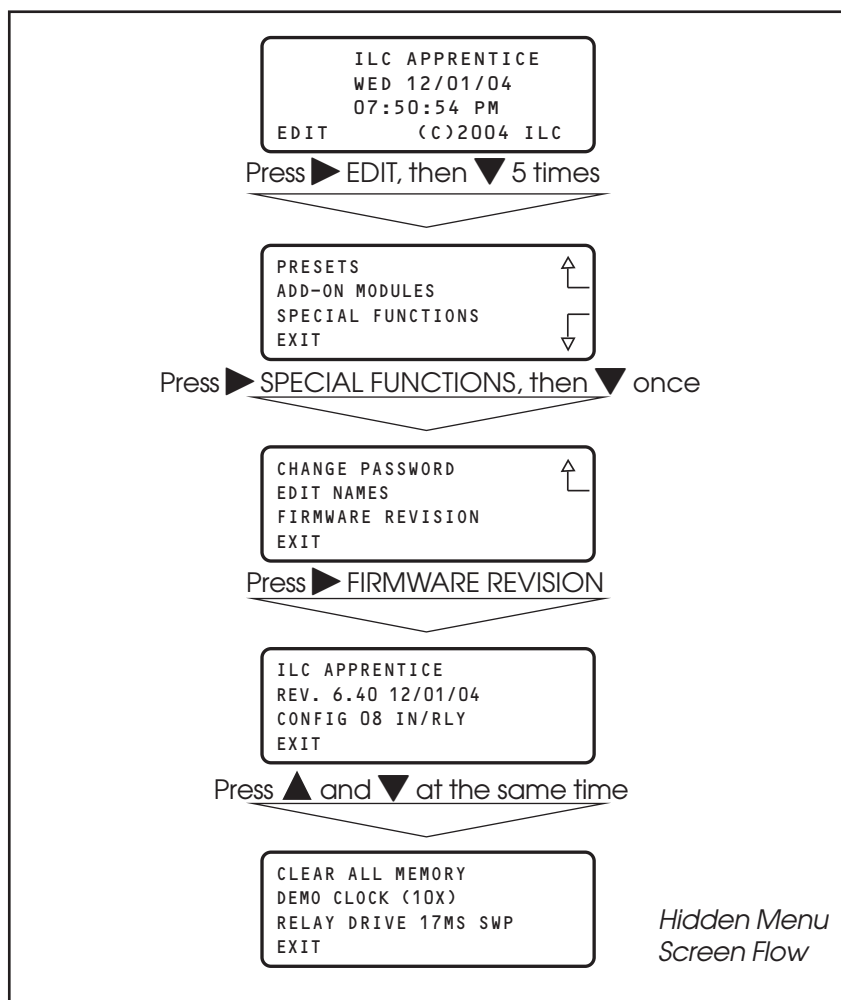 ILC APPRENTICE
WED 12/01/04
07:50:54 PM
EDIT (C)2004 ILC
Press ▶ EDIT, then ▼ 5 times
PRESETS
ADD-ON MODULES
SPECIAL FUNCTIONS
EXIT
Press ▶ SPECIAL FUNCTIONS, then ▼ once
CHANGE PASSWORD
EDIT NAMES
FIRMWARE REVISION
EXIT
Press ▶ FIRMWARE REVISION
ILC APPRENTICE
REV. 6.40 12/01/04
CONFIG 08 IN/RLY
EXIT
Press ▲ and ▼ at the same time
CLEAR ALL MEMORY
DEMO CLOCK (10X)
RELAY DRIVE 17MS SWP
EXIT
Hidden Menu
Screen Flow